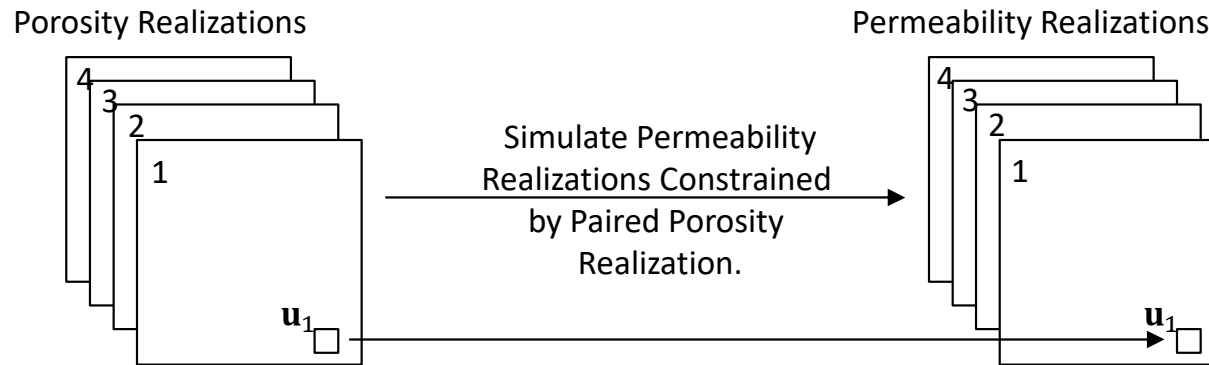 Porosity Realizations
4
3
2
1
𝐮₁
Simulate Permeability
Realizations Constrained
by Paired Porosity
Realization.
Permeability Realizations
4
3
2
1
𝐮₁